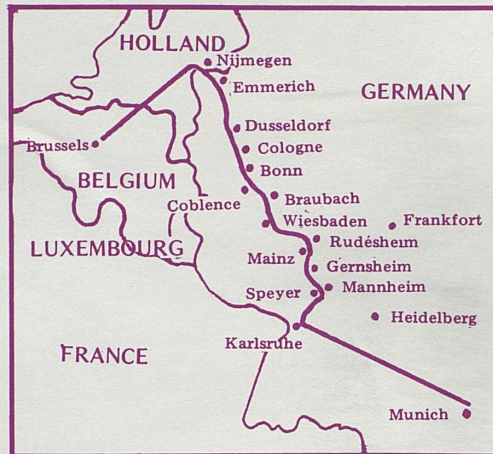 HOLLAND
Nijmegen
Emmerich
GERMANY
Dusseldorf
Brussels
Cologne
Bonn
BELGIUM
Braubach
Coblence
Wiesbaden
Frankfort
LUXEMBOURG
Rudésheim
Mainz
Gernsheim
Speyer
Mannheim
Heidelberg
Karlsruhe
FRANCE
Munich